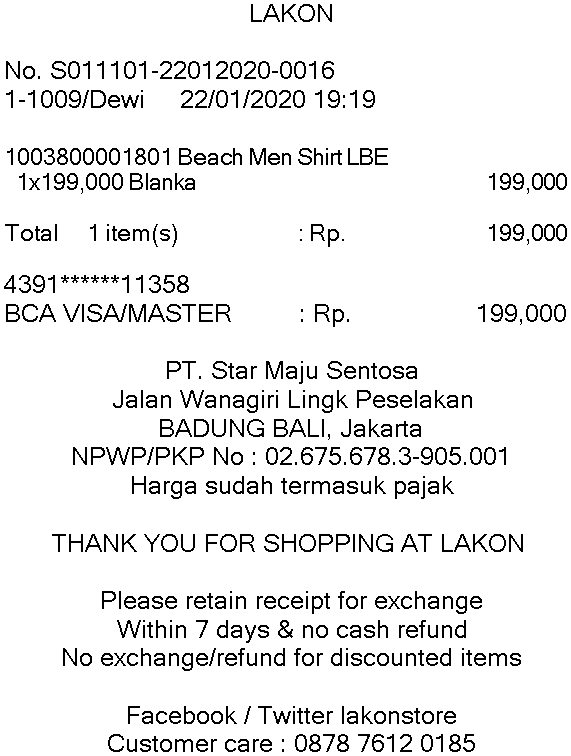 LAKON
No. S011101-22012020-0016
1-1009/Dewi 22/01/2020 19:19
1003800001801 Beach Men Shirt LBE
1x199,000 Blanka 199,000
Total 1 item(s) : Rp. 199,000
4391******11358
BCA VISA/MASTER : Rp. 199,000
PT. Star Maju Sentosa
Jalan Wanagiri Lingk Peselakan
BADUNG BALI, Jakarta
NPWP/PKP No : 02.675.678.3-905.001
Harga sudah termasuk pajak
THANK YOU FOR SHOPPING AT LAKON
Please retain receipt for exchange
Within 7 days & no cash refund
No exchange/refund for discounted items
Facebook / Twitter lakonstore
Customer care : 0878 7612 0185